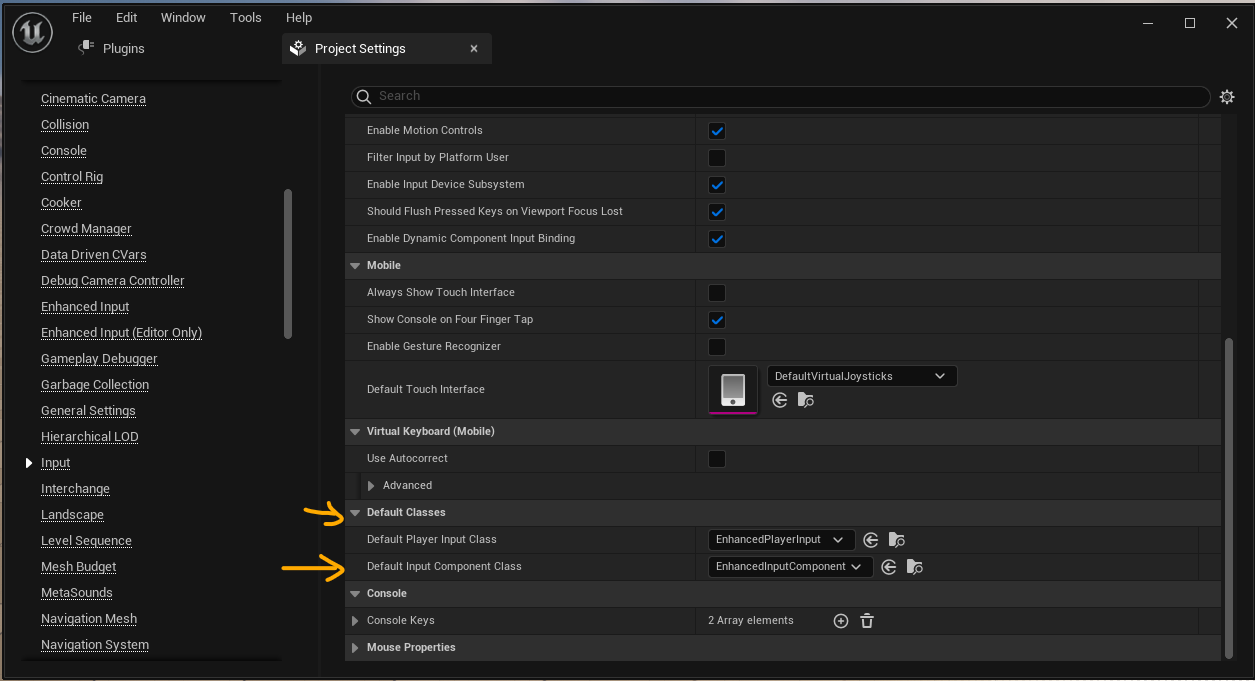 File Edit Window Tools Help
Plugins
Project Settings
Cinematic Camera
Collision
Console
Control Rig
Cooker
Crowd Manager
Data Driven CVars
Debug Camera Controller
Enhanced Input
Enhanced Input (Editor Only)
Gameplay Debugger
Garbage Collection
General Settings
Hierarchical LOD
Input
Interchange
Landscape
Level Sequence
Mesh Budget
MetaSounds
Navigation Mesh
Navigation System
Search
Enable Motion Controls
Filter Input by Platform User
Enable Input Device Subsystem
Should Flush Pressed Keys on Viewport Focus Lost
Enable Dynamic Component Input Binding
Mobile
Always Show Touch Interface
Show Console on Four Finger Tap
Enable Gesture Recognizer
Default Touch Interface DefaultVirtualJoysticks
Virtual Keyboard (Mobile)
Use Autocorrect
Advanced
Default Classes
Default Player Input Class EnhancedPlayerInput
Default Input Component Class EnhancedInputComponent
Console
Console Keys 2 Array elements
Mouse Properties